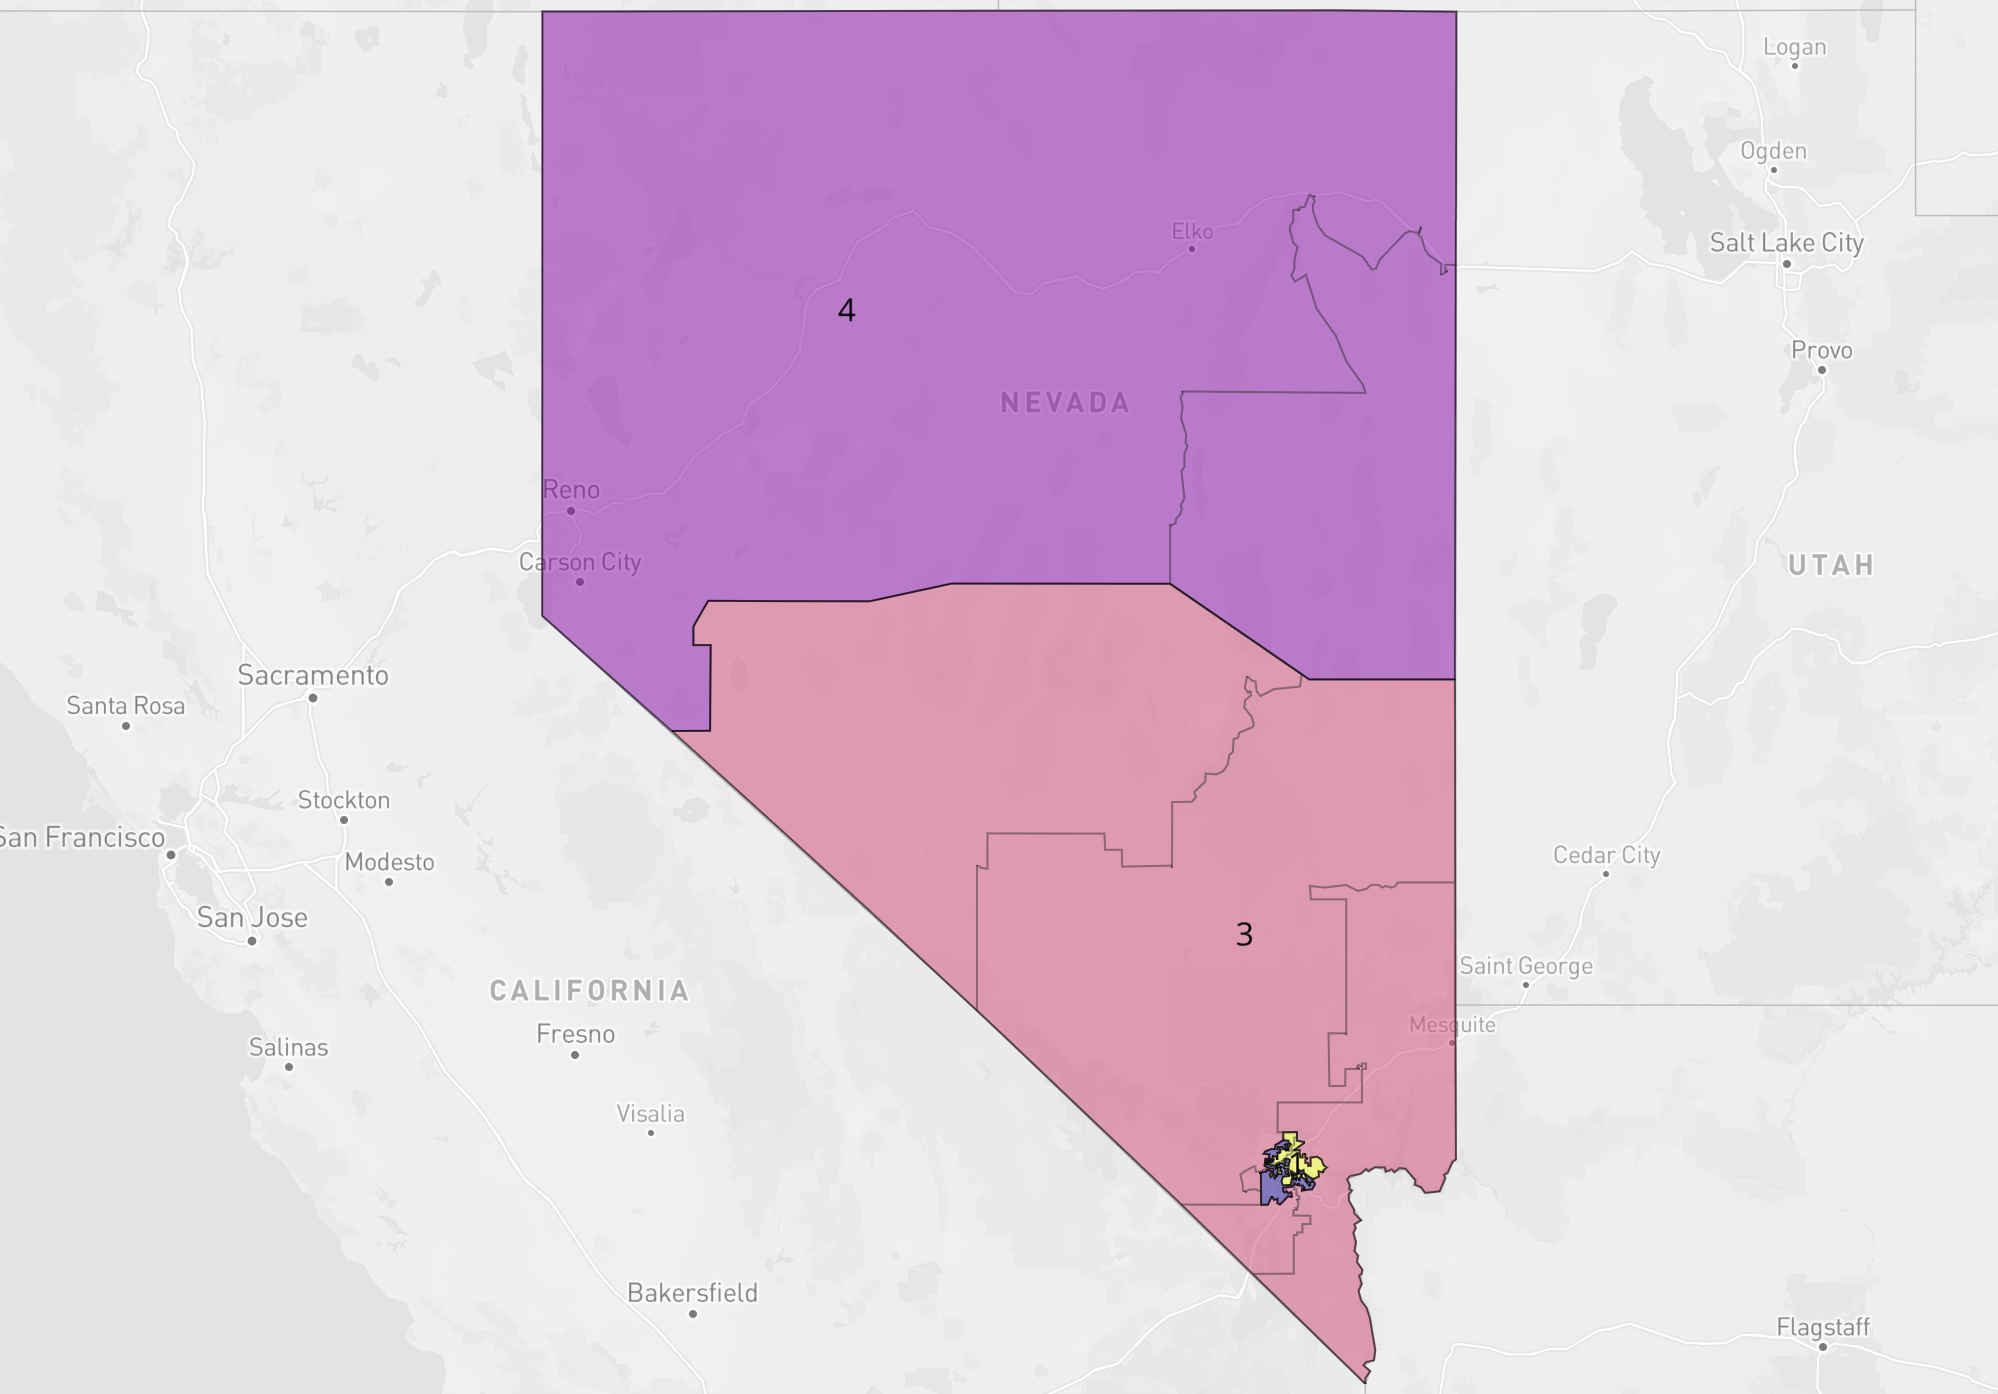 Logan
Ogden
Elko
Salt Lake City
4
Provo
NEVADA
Reno
Carson City
UTAH
Sacramento
Santa Rosa
Stockton
San Francisco
Modesto
Cedar City
San Jose
3
Saint George
CALIFORNIA
Mesquite
Fresno
Salinas
Visalia
1
Bakersfield
Flagstaff